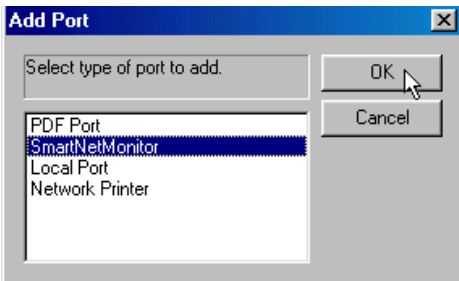 Add Port
Select type of port to add.
OK
Cancel
PDF Port
SmartNetMonitor
Local Port
Network Printer